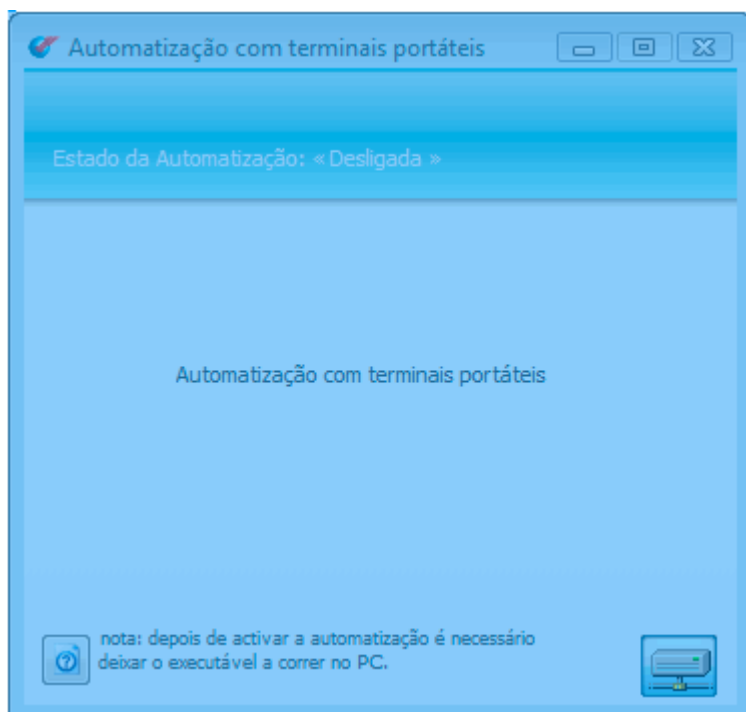 Automatização com terminais portáteis
Estado da Automatização: « Desligada »
Automatização com terminais portáteis
nota: depois de activar a automatização é necessário
deixar o executável a correr no PC.